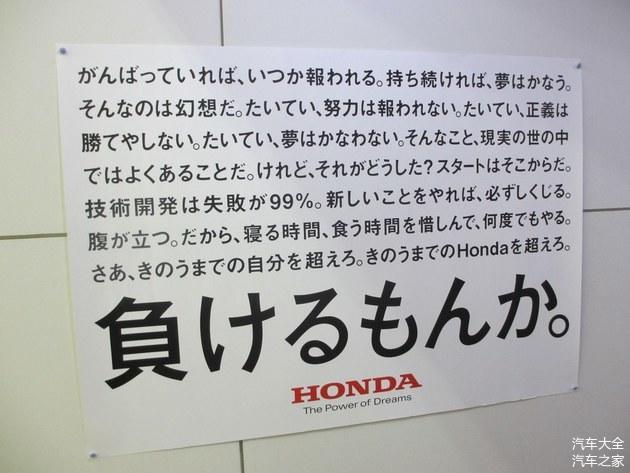 がんばっていれば、いつか報われる。持ち続ければ、夢はかなう。
そんなのは幻想だ。たいてい、努力は報われない。たいてい、正義は
勝てやしない。たいてい、夢はかなわない。そんなこと、現実の世の中
ではよくあることだ。けれど、それがどうした？スタートはそこからだ。
技術開発は失敗が99%。新しいことをやれば、必ずしくじる。
腹が立つ。だから、寝る時間、食う時間を惜しんで、何度でもやる。
さあ、きのうまでの自分を超えろ。きのうまでのHondaを超えろ。
負けるもんか。
HONDA
The Power of Dreams
汽车大全
汽车之家